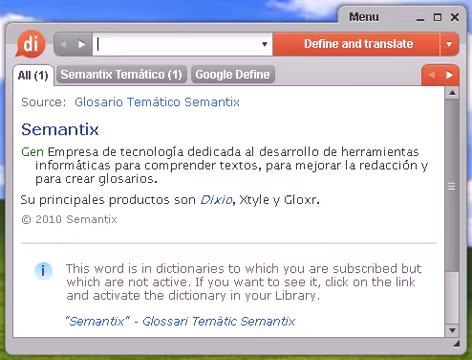 Menu
di
Define and translate
All (1)
Semantix Temático (1)
Google Define
Source: Glosario Temático Semantix
Semantix
Gen Empresa de tecnología dedicada al desarrollo de herramientas
informáticas para comprender textos, para mejorar la redacción y
para crear glosarios.
Su principales productos son Dixio, Xtyle y Gloxr.
© 2010 Semantix
This word is in dictionaries to which you are subscribed but
which are not active. If you want to see it, click on the link
and activate the dictionary in your Library.
"Semantix" - Glossari Temàtic Semantix